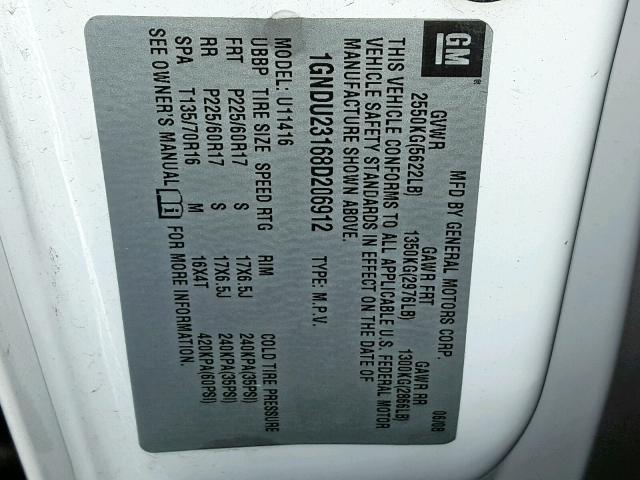 GM MFD BY GENERAL MOTORS CORP. 06/08
GVWR GAWR FRT GAWR RR
2550KG(5622LB) 1350KG(2976LB) 1300KG(2866LB)
THIS VEHICLE CONFORMS TO ALL APPLICABLE U.S. FEDERAL MOTOR
VEHICLE SAFETY STANDARDS IN EFFECT ON THE DATE OF
MANUFACTURE SHOWN ABOVE.
1GNDU23168D206912 TYPE: M.P.V.
MODEL: U11416
UBBP TIRE SIZE SPEED RTG RIM COLD TIRE PRESSURE
FRT P225/60R17 S 17X6.5J 240KPA(35PSI)
RR P225/60R17 S 17X6.5J 240KPA(35PSI)
SPA T135/70R16 M 16X4T 420KPA(60PSI)
SEE OWNER'S MANUAL FOR MORE INFORMATION.